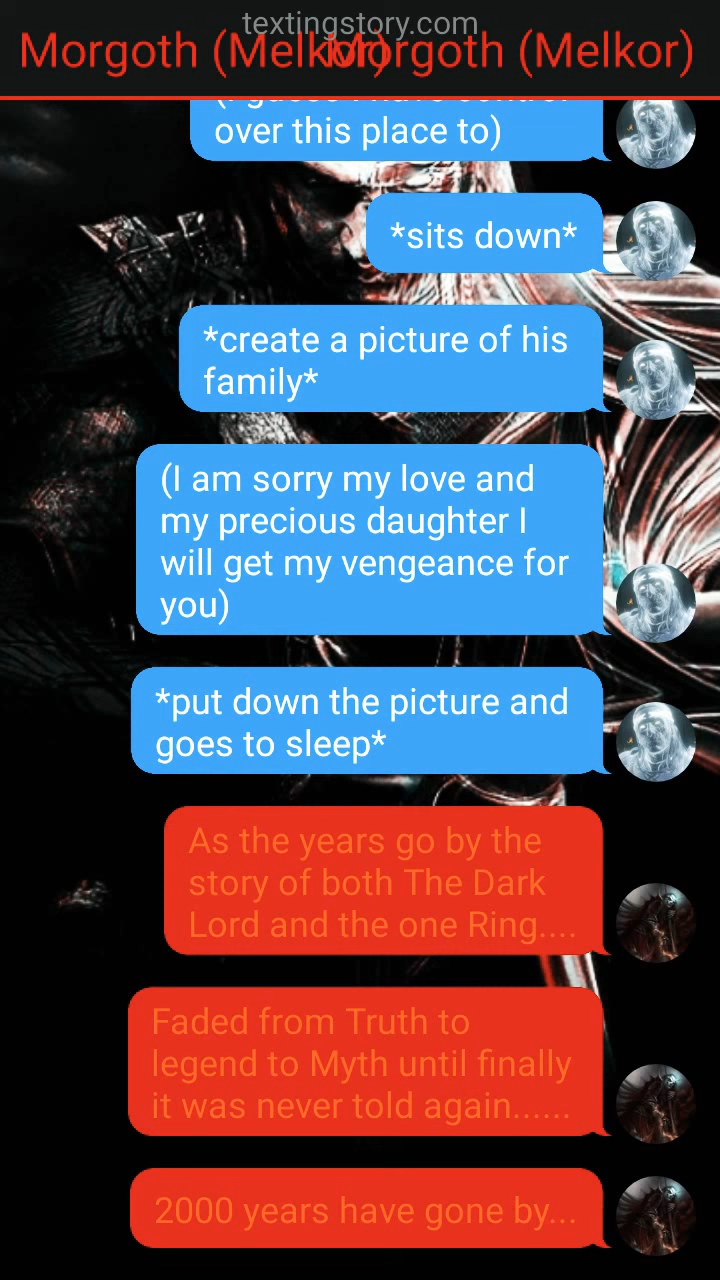 textingstory.com
Morgoth (Melkor)
Morgoth (Melkor)
over this place to)
*sits down*
*create a picture of his
family*
(I am sorry my love and
my precious daughter I
will get my vengeance for
you)
*put down the picture and
goes to sleep*
As the years go by the
story of both The Dark
Lord and the one Ring....
Faded from Truth to
legend to Myth until finally
it was never told again......
2000 years have gone by...